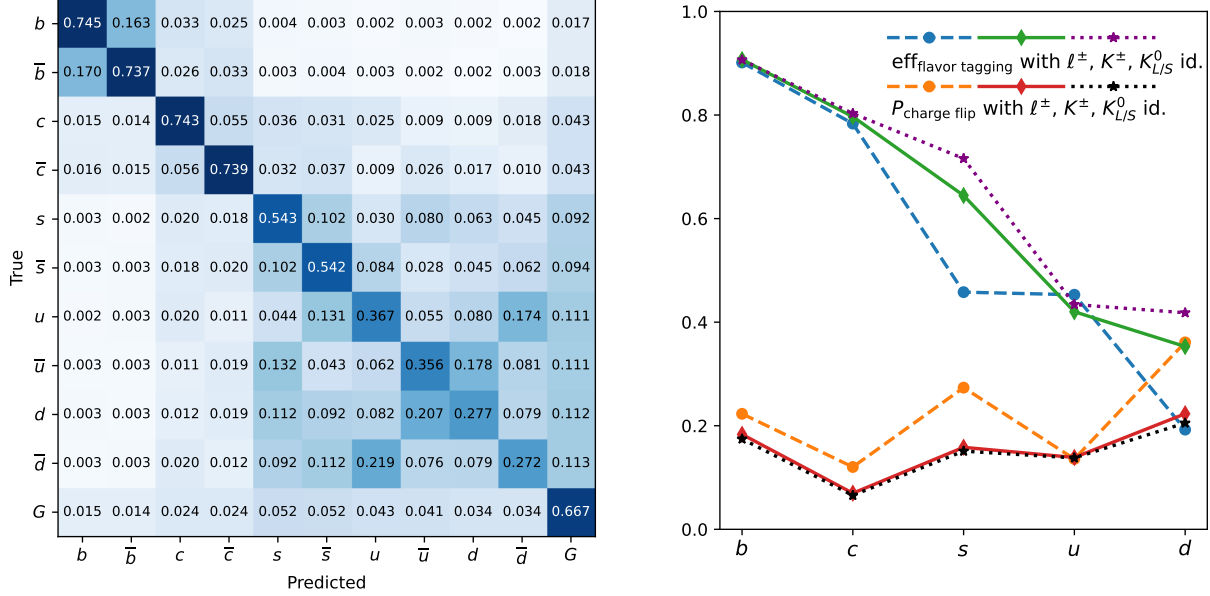 True
b 0.745 0.163 0.033 0.025 0.004 0.003 0.002 0.003 0.002 0.002 0.017
b̅ 0.170 0.737 0.026 0.033 0.003 0.004 0.003 0.002 0.002 0.003 0.018
c 0.015 0.014 0.743 0.055 0.036 0.031 0.025 0.009 0.009 0.018 0.043
c̅ 0.016 0.015 0.056 0.739 0.032 0.037 0.009 0.026 0.017 0.010 0.043
s 0.003 0.002 0.020 0.018 0.543 0.102 0.030 0.080 0.063 0.045 0.092
s̅ 0.003 0.003 0.018 0.020 0.102 0.542 0.084 0.028 0.045 0.062 0.094
u 0.002 0.003 0.020 0.011 0.044 0.131 0.367 0.055 0.080 0.174 0.111
u̅ 0.003 0.003 0.011 0.019 0.132 0.043 0.062 0.356 0.178 0.081 0.111
d 0.003 0.003 0.012 0.019 0.112 0.092 0.082 0.207 0.277 0.079 0.112
d̅ 0.003 0.003 0.020 0.012 0.092 0.112 0.219 0.076 0.079 0.272 0.113
G 0.015 0.014 0.024 0.024 0.052 0.052 0.043 0.041 0.034 0.034 0.667
b b̅ c c̅ s s̅ u u̅ d d̅ G
Predicted
1.0
0.8
0.6
0.4
0.2
0.0
eff_flavor tagging with ℓ±, K±, K⁰_L/S id.
P_charge flip with ℓ±, K±, K⁰_L/S id.
b c s u d